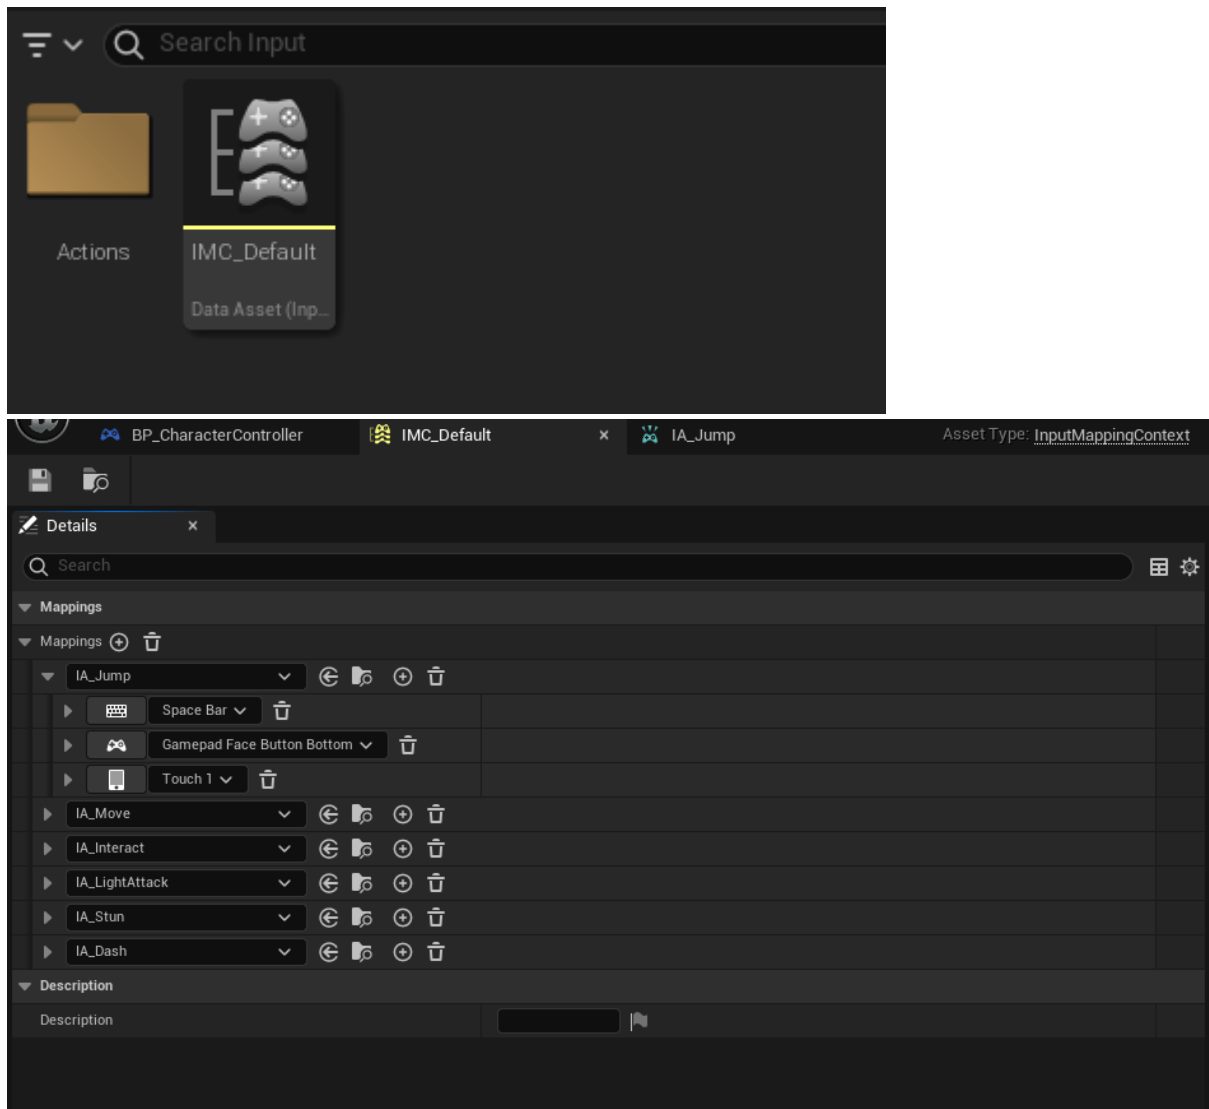 Search Input
Actions
IMC_Default
Data Asset (Inp...
BP_CharacterController
IMC_Default
IA_Jump
Asset Type: InputMappingContext
Details
Search
Mappings
Mappings
IA_Jump
Space Bar
Gamepad Face Button Bottom
Touch 1
IA_Move
IA_Interact
IA_LightAttack
IA_Stun
IA_Dash
Description
Description